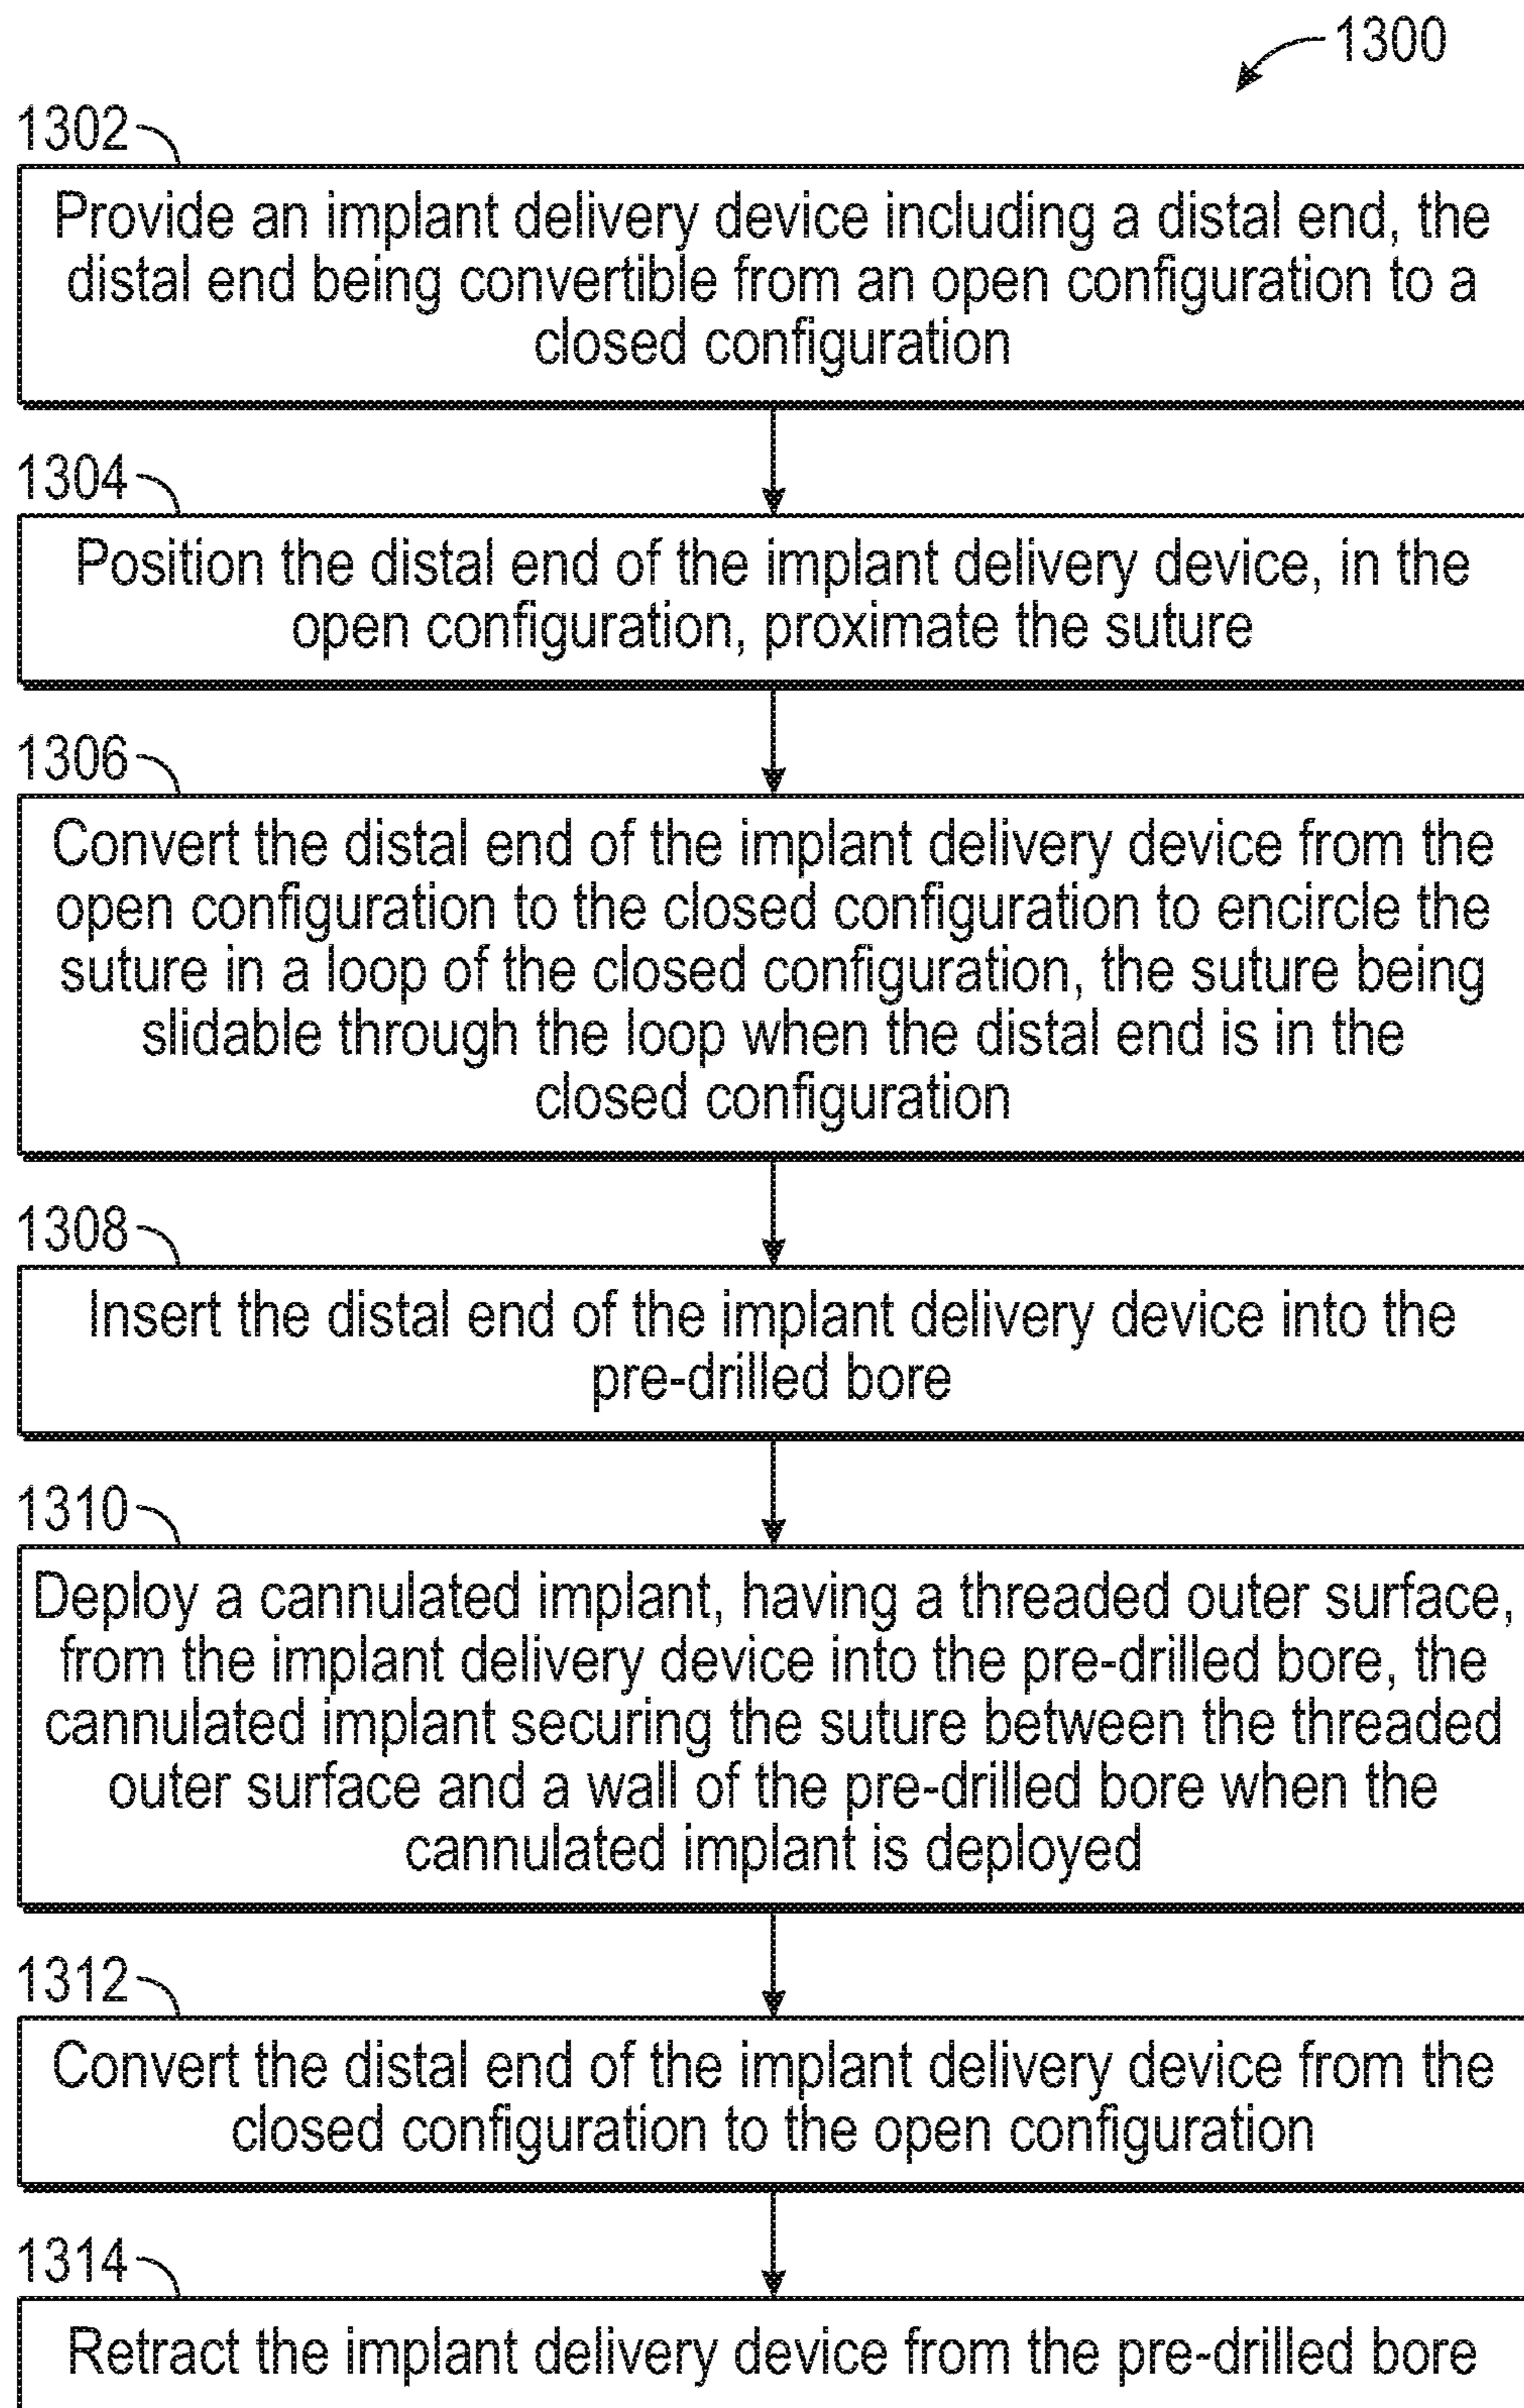 1300
1302
Provide an implant delivery device including a distal end, the
distal end being convertible from an open configuration to a
closed configuration
1304
Position the distal end of the implant delivery device, in the
open configuration, proximate the suture
1306
Convert the distal end of the implant delivery device from the
open configuration to the closed configuration to encircle the
suture in a loop of the closed configuration, the suture being
slidable through the loop when the distal end is in the
closed configuration
1308
Insert the distal end of the implant delivery device into the
pre-drilled bore
1310
Deploy a cannulated implant, having a threaded outer surface,
from the implant delivery device into the pre-drilled bore, the
cannulated implant securing the suture between the threaded
outer surface and a wall of the pre-drilled bore when the
cannulated implant is deployed
1312
Convert the distal end of the implant delivery device from the
closed configuration to the open configuration
1314
Retract the implant delivery device from the pre-drilled bore